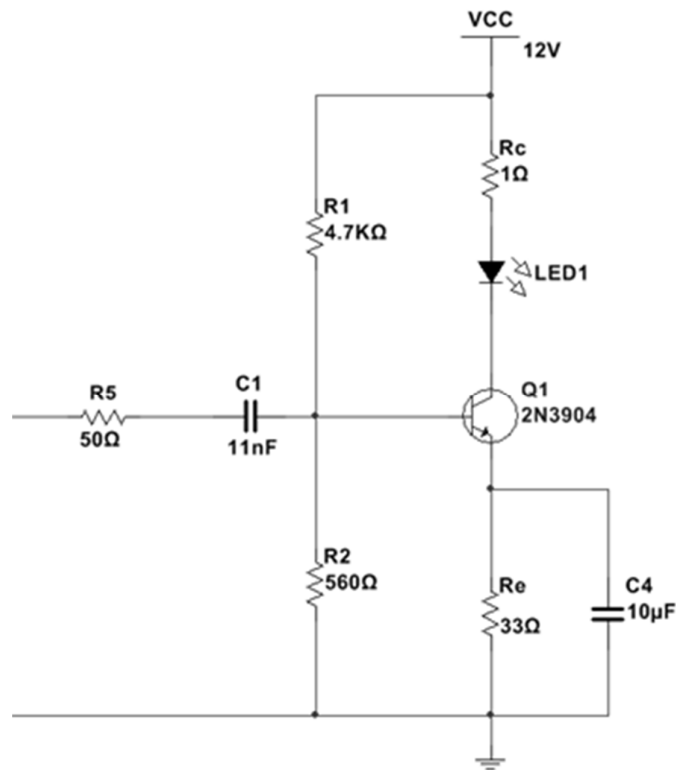 VCC
12V
Rc
1Ω
R1
4.7KΩ
LED1
R5
50Ω
C1
11nF
Q1
2N3904
R2
560Ω
Re
33Ω
C4
10µF